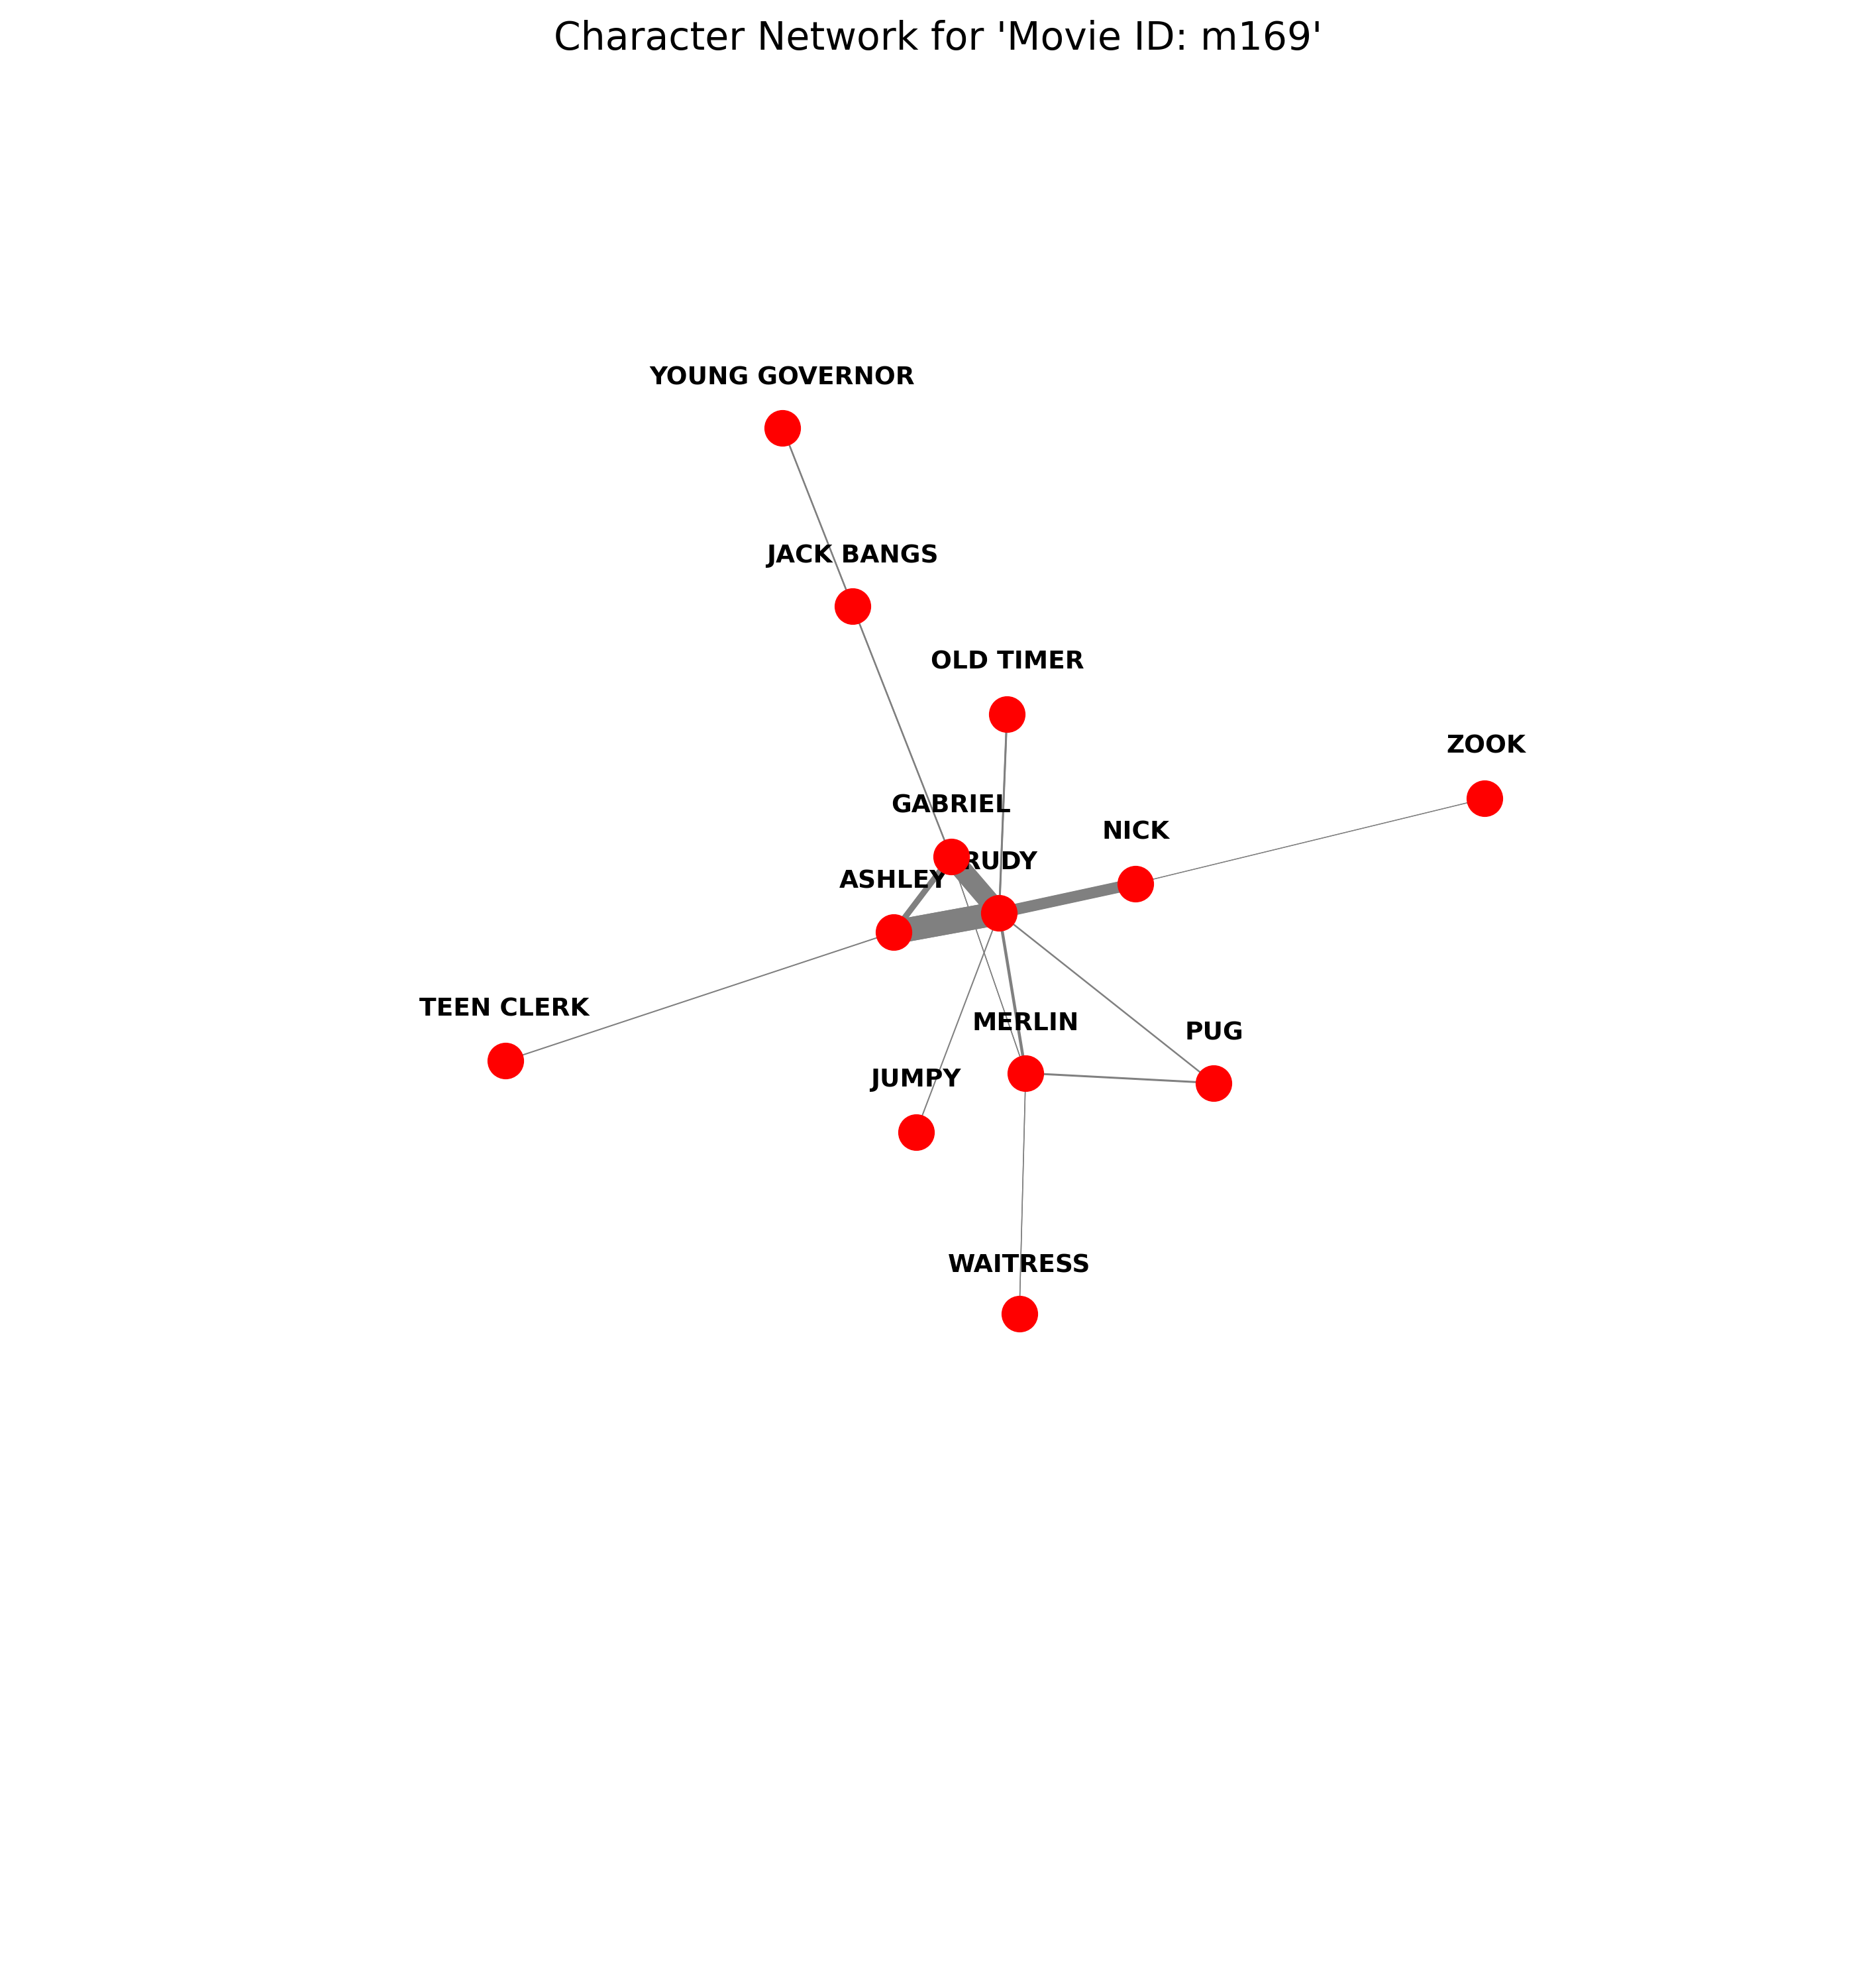 Character Network for 'Movie ID: m169'
YOUNG GOVERNOR
JACK BANGS
OLD TIMER
ZOOK
GABRIEL
NICK
RUDY
ASHLEY
TEEN CLERK
MERLIN
PUG
JUMPY
WAITRESS